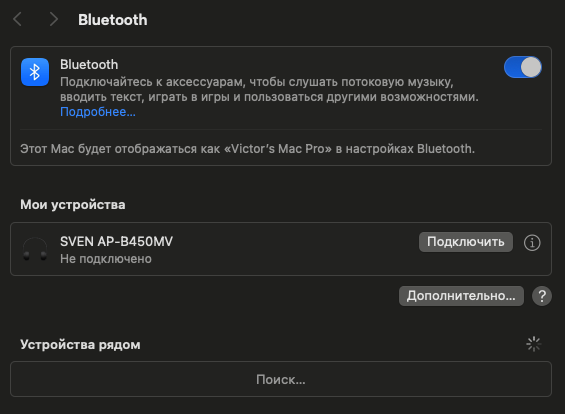 Bluetooth
Bluetooth
Подключайтесь к аксессуарам, чтобы слушать потоковую музыку,
вводить текст, играть в игры и пользоваться другими возможностями.
Подробнее...
Этот Mac будет отображаться как «Victor's Mac Pro» в настройках Bluetooth.
Мои устройства
SVEN AP-B450MV
Подключить
Не подключено
Дополнительно...
?
Устройства рядом
Поиск...